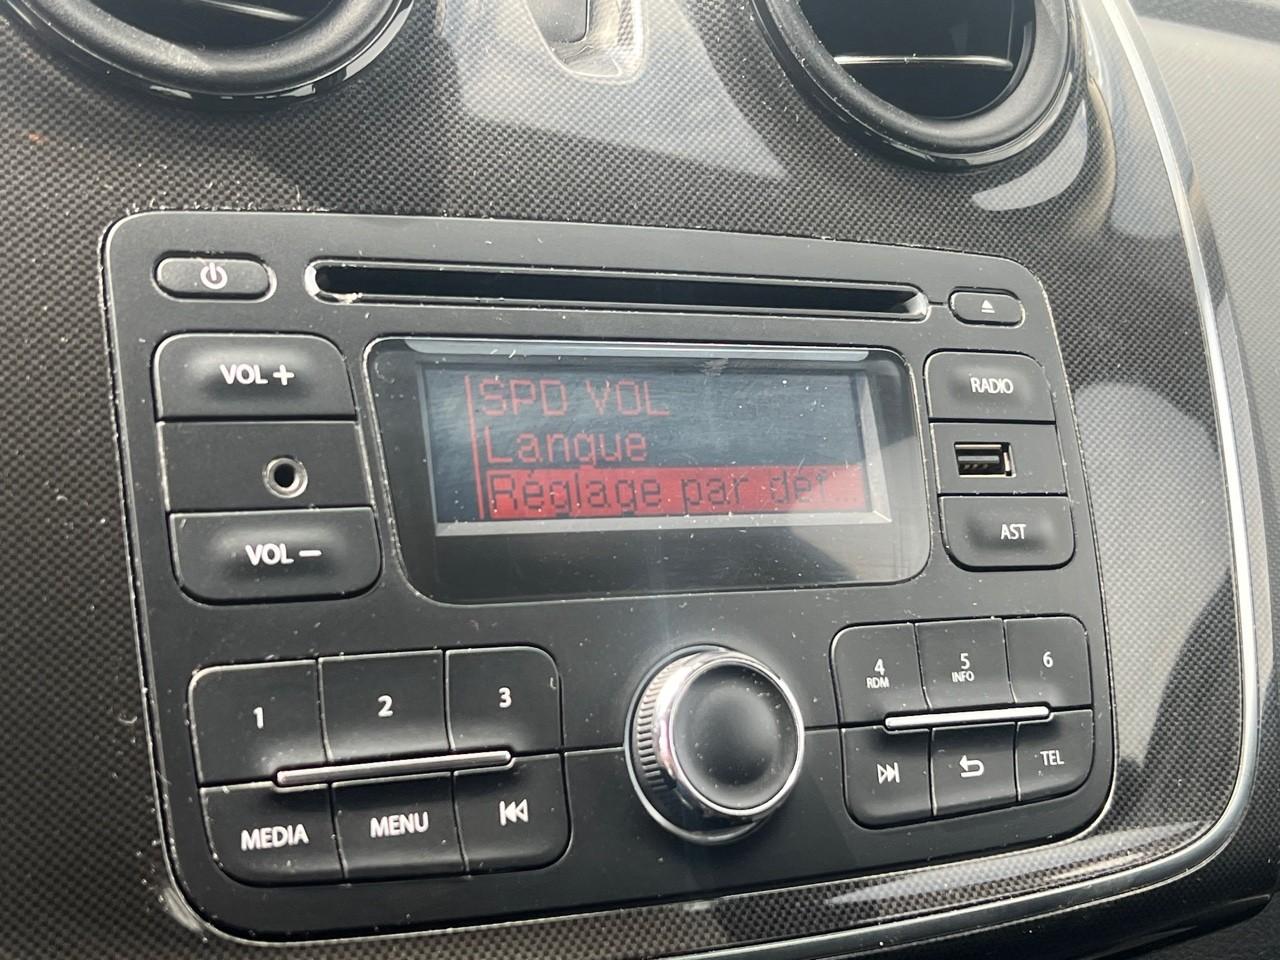 VOL +
VOL −
SPD VOL
Langue
Réglage par déf...
RADIO
AST
1
2
3
MEDIA
MENU
4
RDM
5
INFO
6
TEL